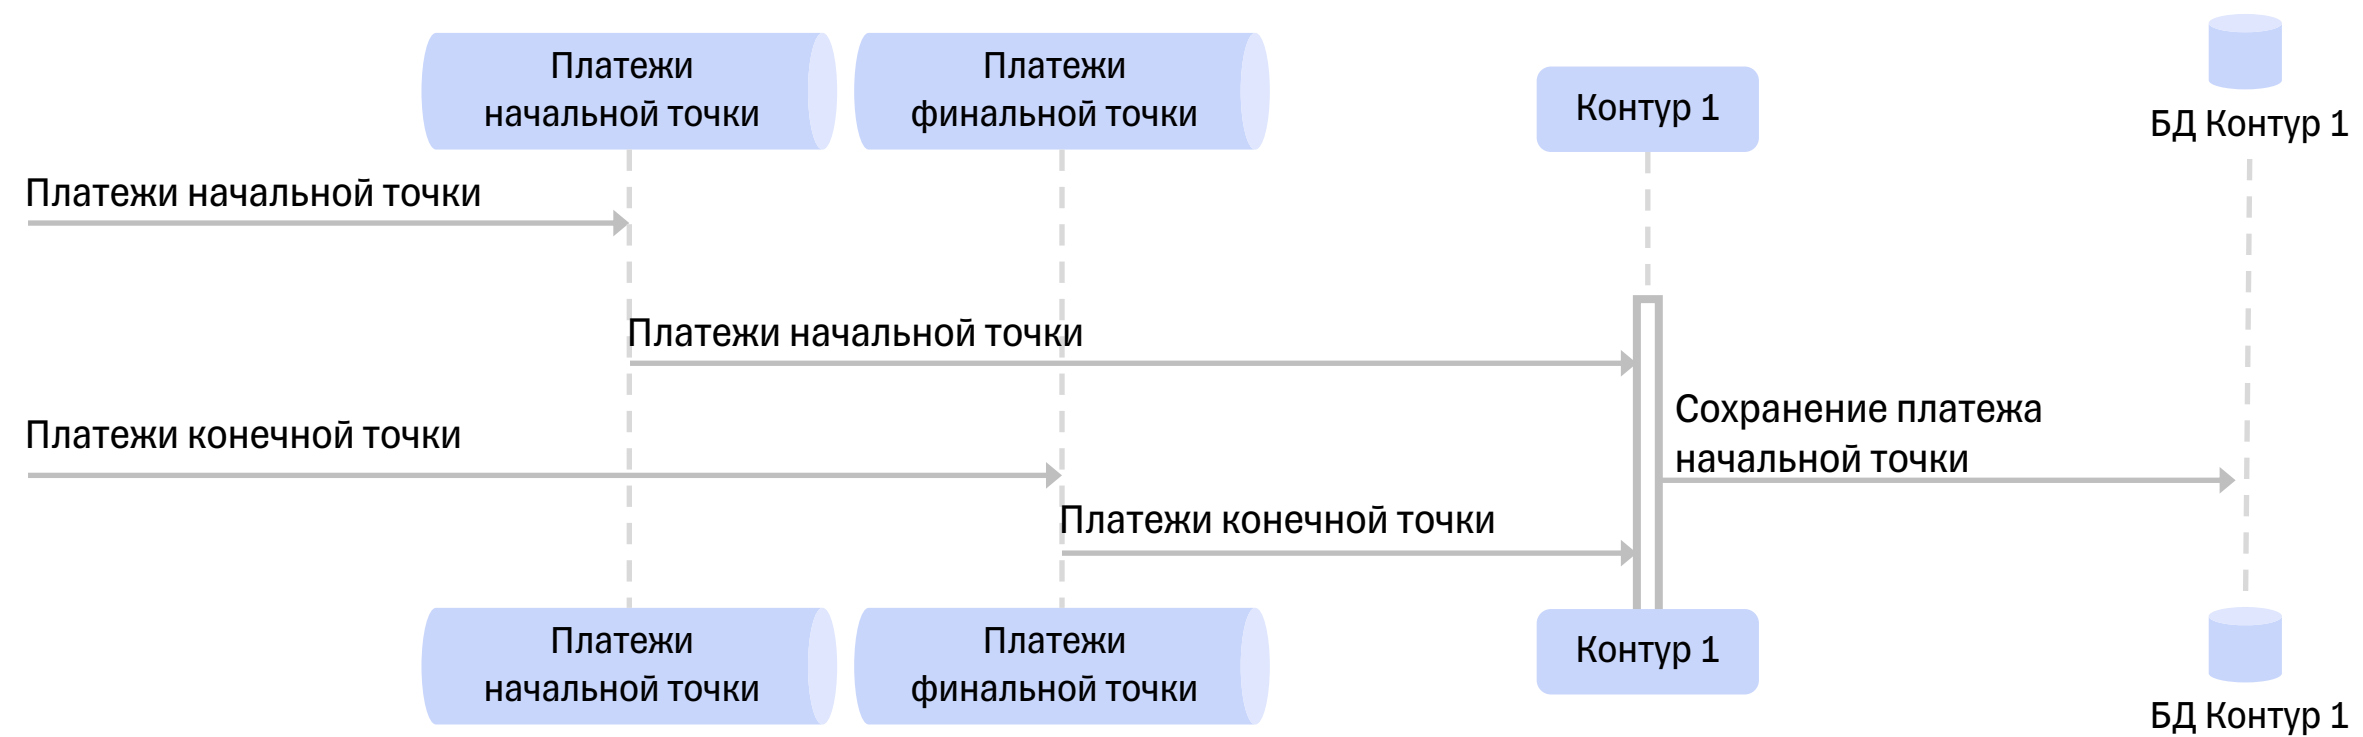 Платежи
начальной точки
Платежи
финальной точки
Контур 1
БД Контур 1
Платежи начальной точки
Платежи начальной точки
Сохранение платежа
начальной точки
Платежи конечной точки
Платежи конечной точки
Платежи
начальной точки
Платежи
финальной точки
Контур 1
БД Контур 1